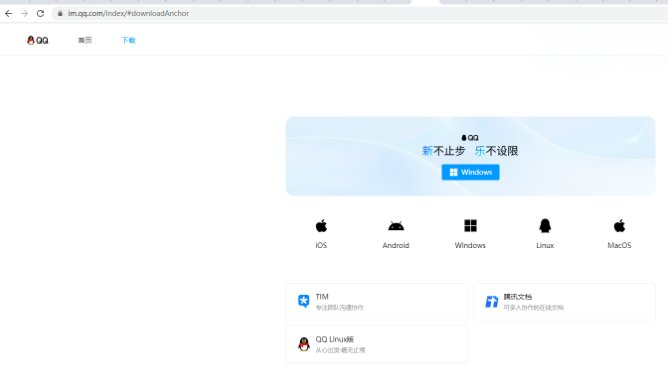 im.qq.com/index/#downloadAnchor
QQ 首页 下载
QQ
新不止步 乐不设限
Windows
iOS Android Windows Linux MacOS
TIM
专注团队沟通协作
腾讯文档
可多人协作的在线文档
QQ Linux版
从心出发·趣无止境